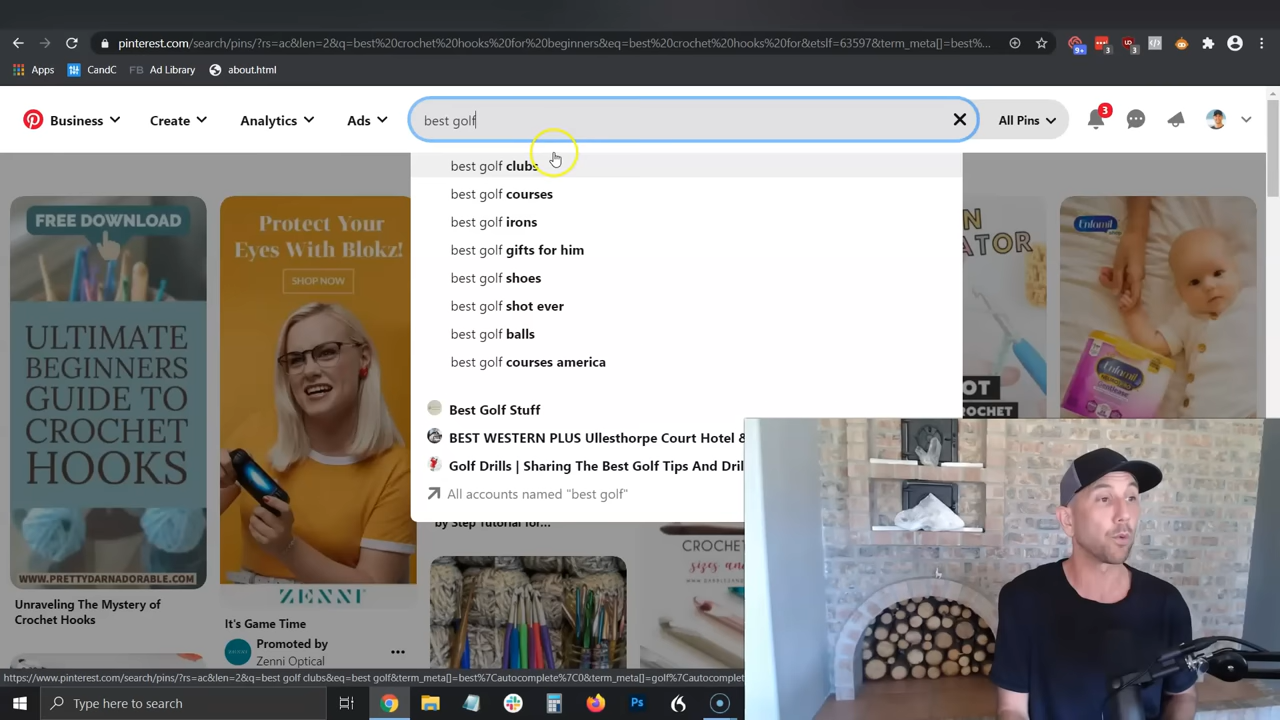 pinterest.com/search/pins/?rs=ac&len=2&q=best%20crochet%20hooks%20for%20beginners&eq=best%20crochet%20hooks%20for&etslf=63597&term_meta[]=best%...
9+
3
3
Apps
CandC
FB Ad Library
about.html
Business
Create
Analytics
Ads
best golf
All Pins
3
best golf clubs
best golf courses
best golf irons
best golf gifts for him
best golf shoes
best golf shot ever
best golf balls
best golf courses america
Best Golf Stuff
BEST WESTERN PLUS Ullesthorpe Court Hotel &
Golf Drills | Sharing The Best Golf Tips And Dril
All accounts named "best golf"
FREE DOWNLOAD
ULTIMATE
BEGINNERS
GUIDE TO
CROCHET
HOOKS
WWW.PRETTYDARNADORABLE.COM
Unraveling The Mystery of
Crochet Hooks
Protect Your
Eyes With Blokz!
SHOP NOW
ZENNI
It's Game Time
Promoted by
Zenni Optical
by Step Tutorial for...
CROCHET
Enfamil
Enfamil
https://www.pinterest.com/search/pins/?rs=ac&len=2&q=best golf clubs&eq=best golf&term_meta[]=best%7Cautocomplete%7C0&term_meta[]=golf%7Cautocomplet
Type here to search
Ps